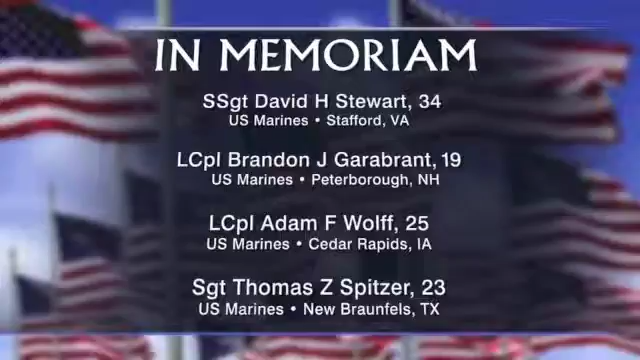 IN MEMORIAM
SSgt David H Stewart, 34
US Marines • Stafford, VA
LCpl Brandon J Garabrant, 19
US Marines • Peterborough, NH
LCpl Adam F Wolff, 25
US Marines • Cedar Rapids, IA
Sgt Thomas Z Spitzer, 23
US Marines • New Braunfels, TX